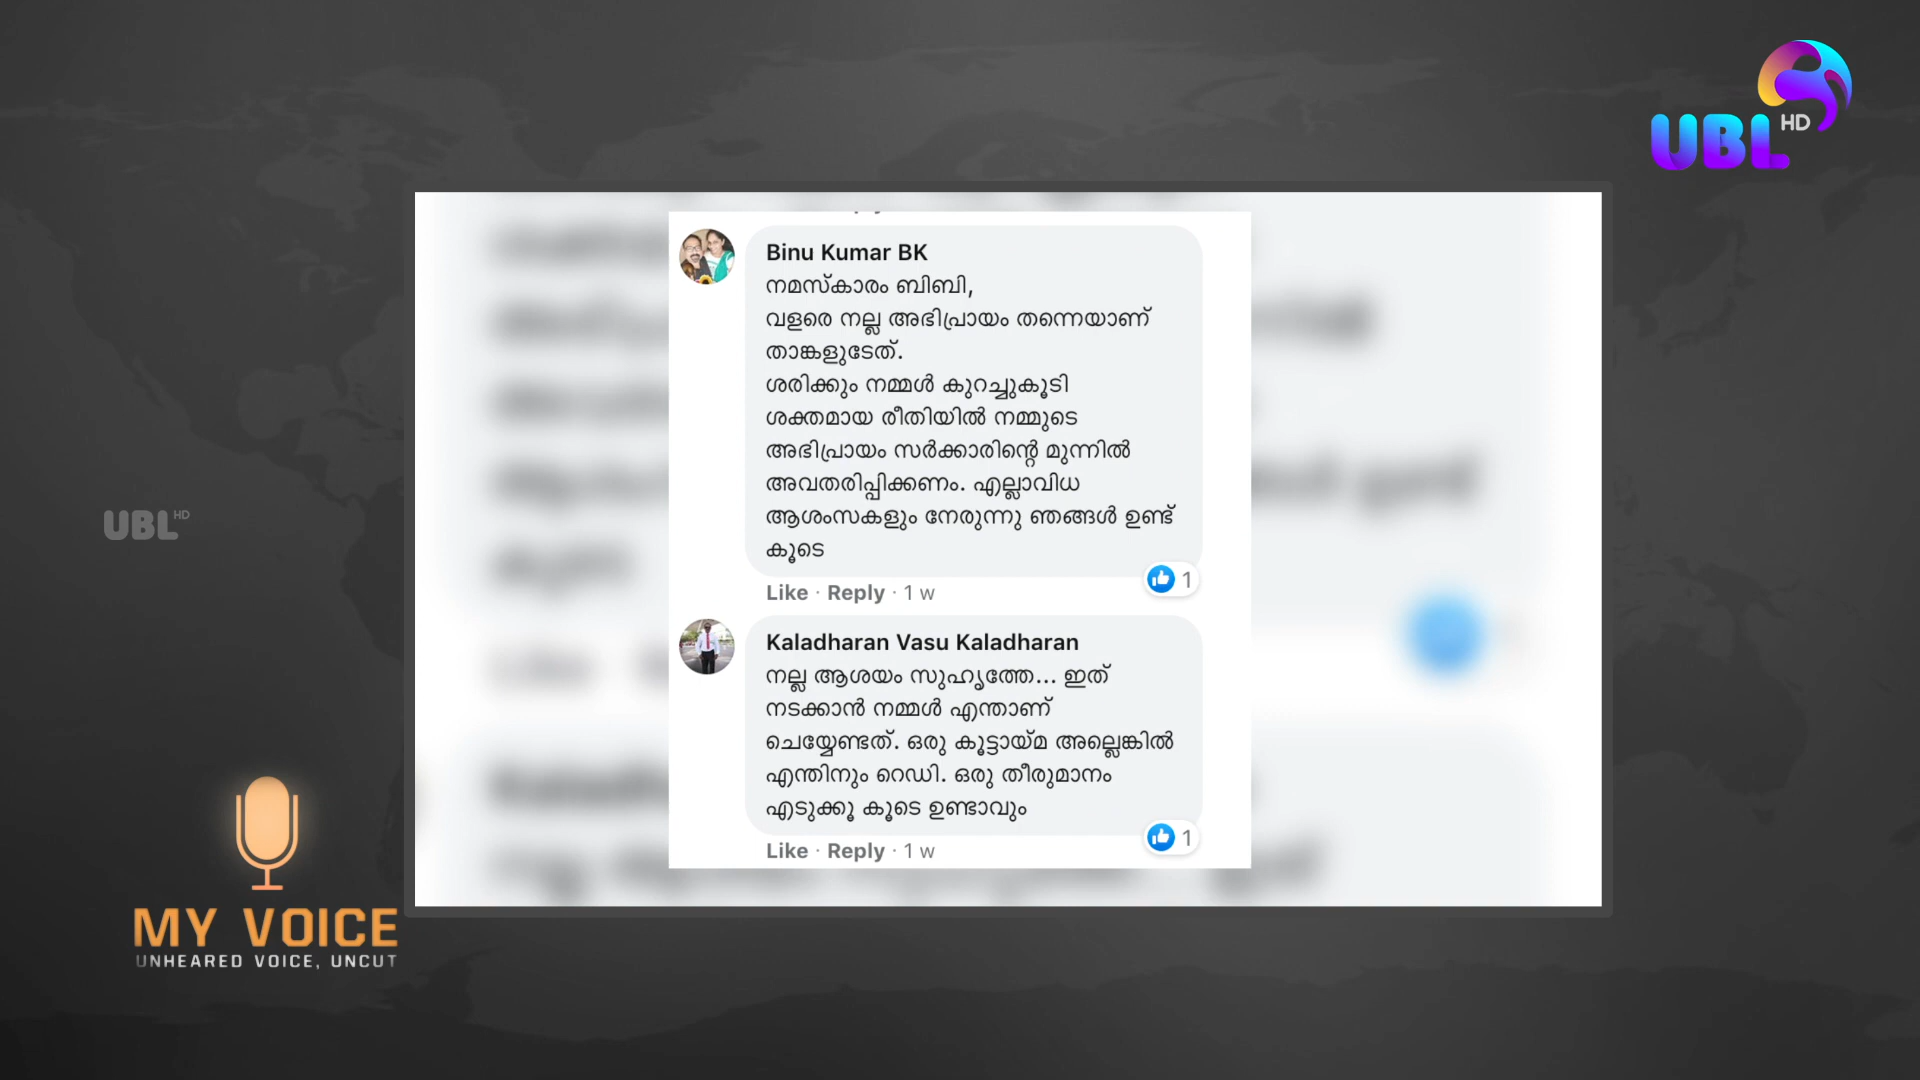 UBL HD
Binu Kumar BK
നമസ്കാരം ബിബി,
വളരെ നല്ല അഭിപ്രായം തന്നെയാണ്
താങ്കളുടേത്.
ശരിക്കും നമ്മൾ കുറച്ചുകൂടി
ശക്തമായ രീതിയിൽ നമ്മുടെ
അഭിപ്രായം സർക്കാരിന്റെ മുന്നിൽ
അവതരിപ്പിക്കണം. എല്ലാവിധ
ആശംസകളും നേരുന്നു ഞങ്ങൾ ഉണ്ട്
കൂടെ
Like · Reply · 1 w
1
Kaladharan Vasu Kaladharan
നല്ല ആശയം സുഹൃത്തേ... ഇത്
നടക്കാൻ നമ്മൾ എന്താണ്
ചെയ്യേണ്ടത്. ഒരു കൂട്ടായ്മ അല്ലെങ്കിൽ
എന്തിനും റെഡി. ഒരു തീരുമാനം
എടുക്കൂ കൂടെ ഉണ്ടാവും
Like · Reply · 1 w
1
UBL HD
MY VOICE
UNHEARED VOICE, UNCUT